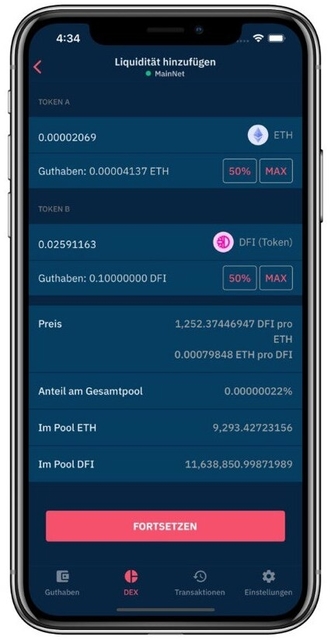 4:34
Liquidität hinzufügen
MainNet
TOKEN A
0.00002069 ETH
Guthaben: 0.00004137 ETH 50% MAX
TOKEN B
0.02591163 DFI (Token)
Guthaben: 0.10000000 DFI 50% MAX
Preis 1,252.37446947 DFI pro
ETH
0.00079848 ETH pro DFI
Anteil am Gesamtpool 0.00000022%
Im Pool ETH 9,293.42723156
Im Pool DFI 11,638,850.99871989
FORTSETZEN
Guthaben DEX Transaktionen Einstellungen